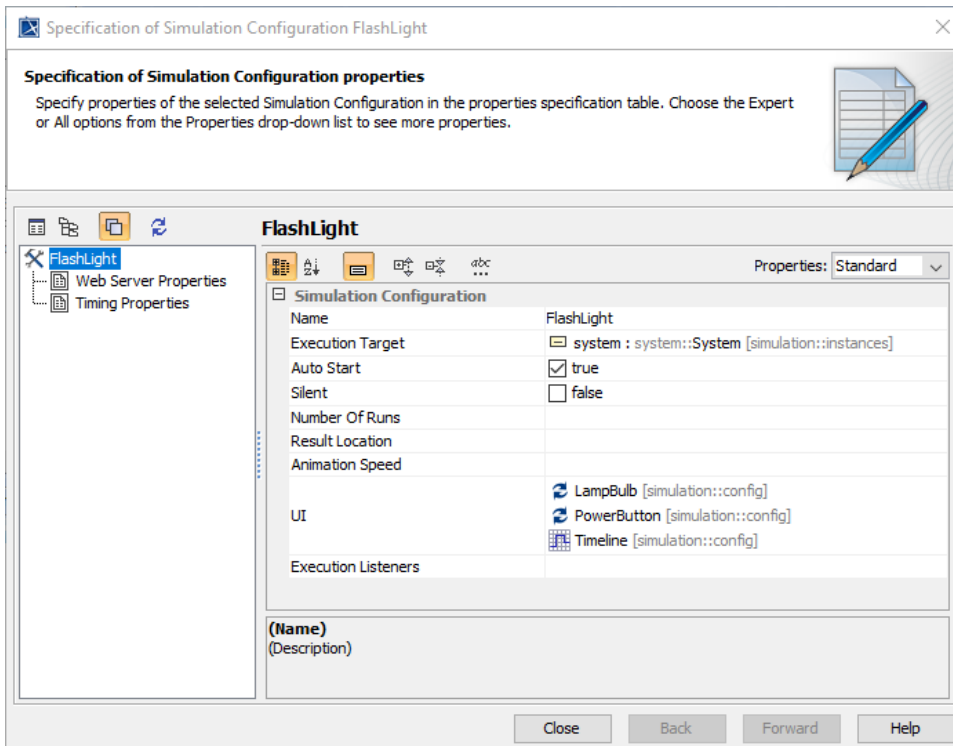 Specification of Simulation Configuration FlashLight
Specification of Simulation Configuration properties
Specify properties of the selected Simulation Configuration in the properties specification table. Choose the Expert
or All options from the Properties drop-down list to see more properties.
FlashLight
Web Server Properties
Timing Properties
FlashLight
A
Z
abc
...
Properties: Standard
Simulation Configuration
Name FlashLight
Execution Target system : system::System [simulation::instances]
Auto Start true
Silent false
Number Of Runs
Result Location
Animation Speed
UI
LampBulb [simulation::config]
PowerButton [simulation::config]
Timeline [simulation::config]
Execution Listeners
(Name)
(Description)
Close Back Forward Help